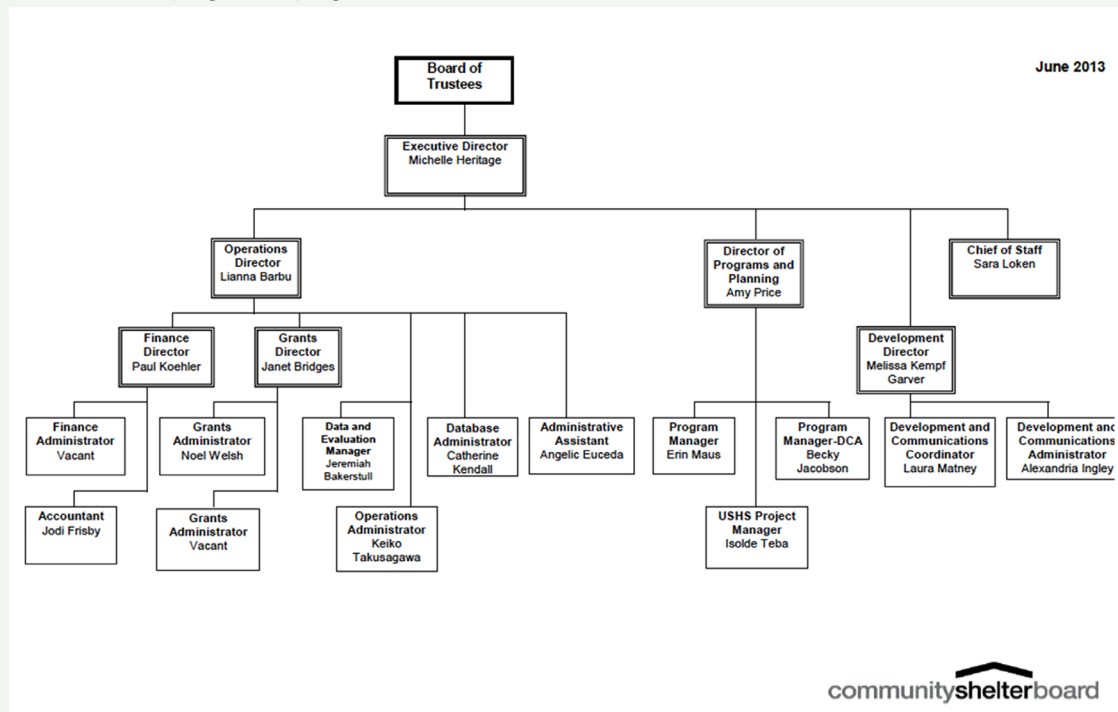 June 2013
Board of
Trustees
Executive Director
Michelle Heritage
Operations
Director
Lianna Barbu
Director of
Programs and
Planning
Amy Price
Chief of Staff
Sara Loken
Finance
Director
Paul Koehler
Grants
Director
Janet Bridges
Development
Director
Melissa Kempf
Garver
Finance
Administrator
Vacant
Grants
Administrator
Noel Welsh
Data and
Evaluation
Manager
Jeremiah
Bakerstull
Database
Administrator
Catherine
Kendall
Administrative
Assistant
Angelic Euceda
Program
Manager
Erin Maus
Program
Manager-DCA
Becky
Jacobson
Development and
Communications
Coordinator
Laura Matney
Development and
Communications
Administrator
Alexandria Ingley
Accountant
Jodi Frisby
Grants
Administrator
Vacant
Operations
Administrator
Keiko
Takusagawa
USHS Project
Manager
Isolde Teba
communityshelterboard